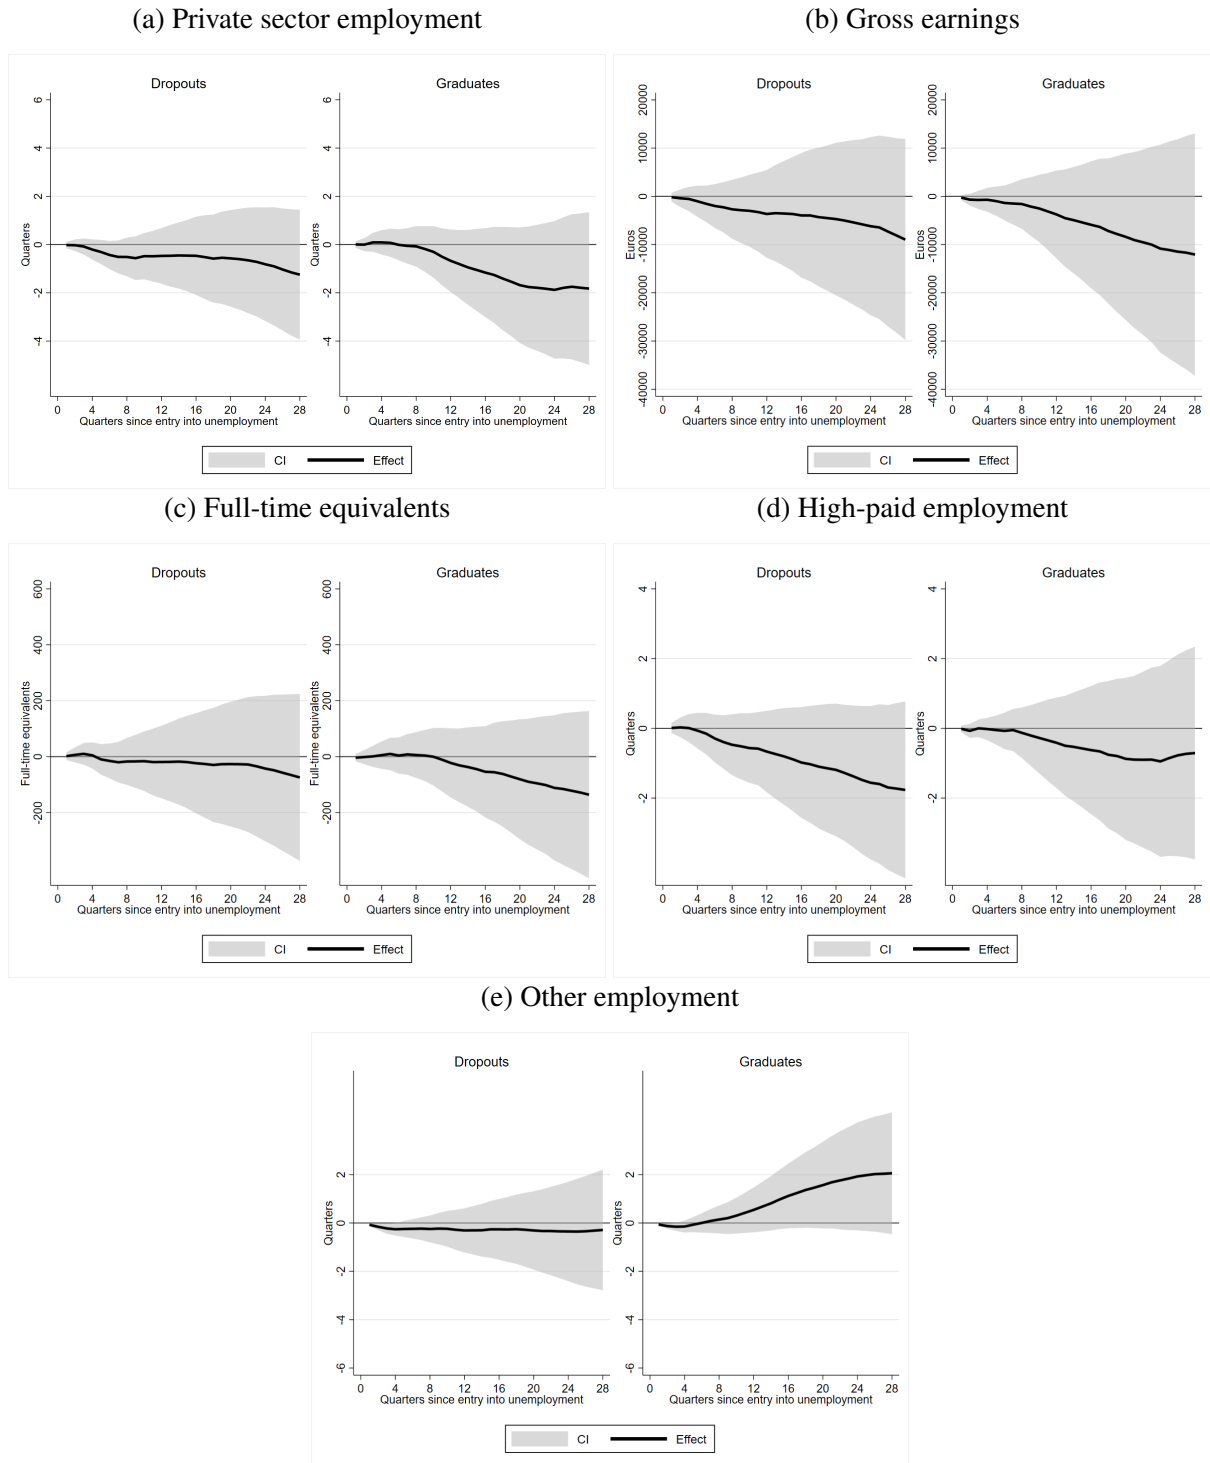 (a) Private sector employment
(b) Gross earnings
Dropouts
Graduates
6
4
2
0
-2
-4
Quarters
0 4 8 12 16 20 24 28
Quarters since entry into unemployment
6
4
2
0
-2
-4
Quarters
0 4 8 12 16 20 24 28
Quarters since entry into unemployment
CI
Effect
Dropouts
Graduates
20000
10000
0
-10000
-20000
-30000
-40000
Euros
0 4 8 12 16 20 24 28
Quarters since entry into unemployment
20000
10000
0
-10000
-20000
-30000
-40000
Euros
0 4 8 12 16 20 24 28
Quarters since entry into unemployment
CI
Effect
(c) Full-time equivalents
(d) High-paid employment
Dropouts
Graduates
600
400
200
0
-200
Full-time equivalents
0 4 8 12 16 20 24 28
Quarters since entry into unemployment
600
400
200
0
-200
Full-time equivalents
0 4 8 12 16 20 24 28
Quarters since entry into unemployment
CI
Effect
Dropouts
Graduates
4
2
0
-2
Quarters
0 4 8 12 16 20 24 28
Quarters since entry into unemployment
4
2
0
-2
Quarters
0 4 8 12 16 20 24 28
Quarters since entry into unemployment
CI
Effect
(e) Other employment
Dropouts
Graduates
2
0
-2
-4
-6
Quarters
0 4 8 12 16 20 24 28
Quarters since entry into unemployment
2
0
-2
-4
-6
Quarters
0 4 8 12 16 20 24 28
Quarters since entry into unemployment
CI
Effect